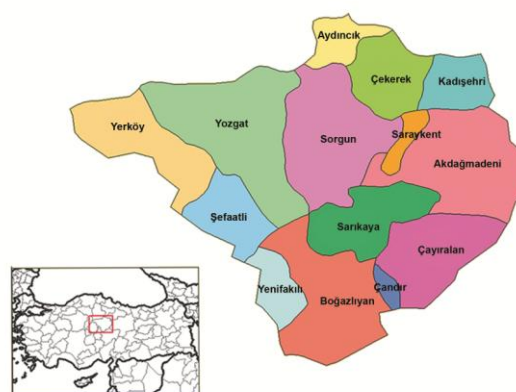 Aydıncık
Çekerek
Kadışehri
Yerköy
Yozgat
Sorgun
Saraykent
Akdağmadeni
Şefaatli
Sarıkaya
Çayıralan
Yenifakılı
Boğazlıyan
Çandır